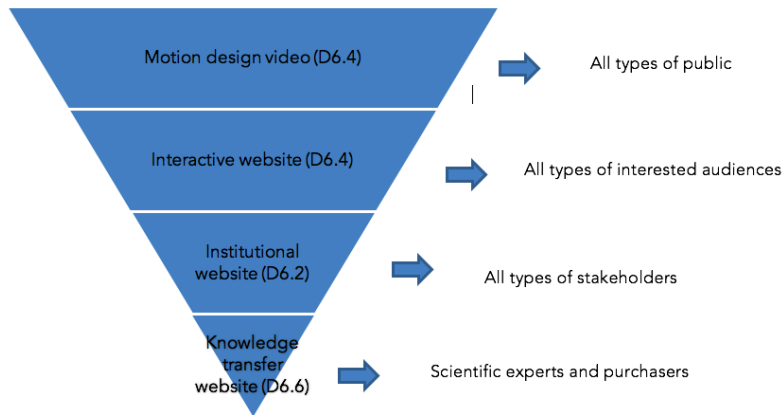 Motion design video (D6.4)
All types of public
Interactive website (D6.4)
All types of interested audiences
Institutional
website (D6.2)
All types of stakeholders
Knowledge
transfer
website (D6.6)
Scientific experts and purchasers